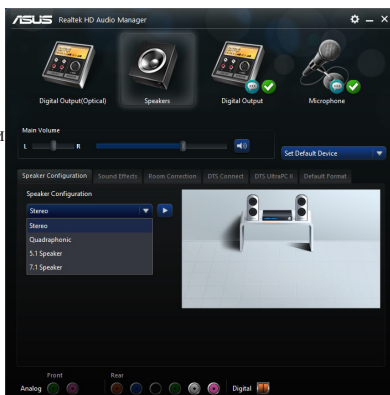 ASUS Realtek HD Audio Manager
Digital Output(Optical)
Speakers
Digital Output
Microphone
и
Main Volume
L
R
Set Default Device
Speaker Configuration
Sound Effects
Room Correction
DTS Connect
DTS UltraPC II
Default Format
Speaker Configuration
Stereo
Stereo
Quadraphonic
5.1 Speaker
7.1 Speaker
Front
Rear
Analog
Digital